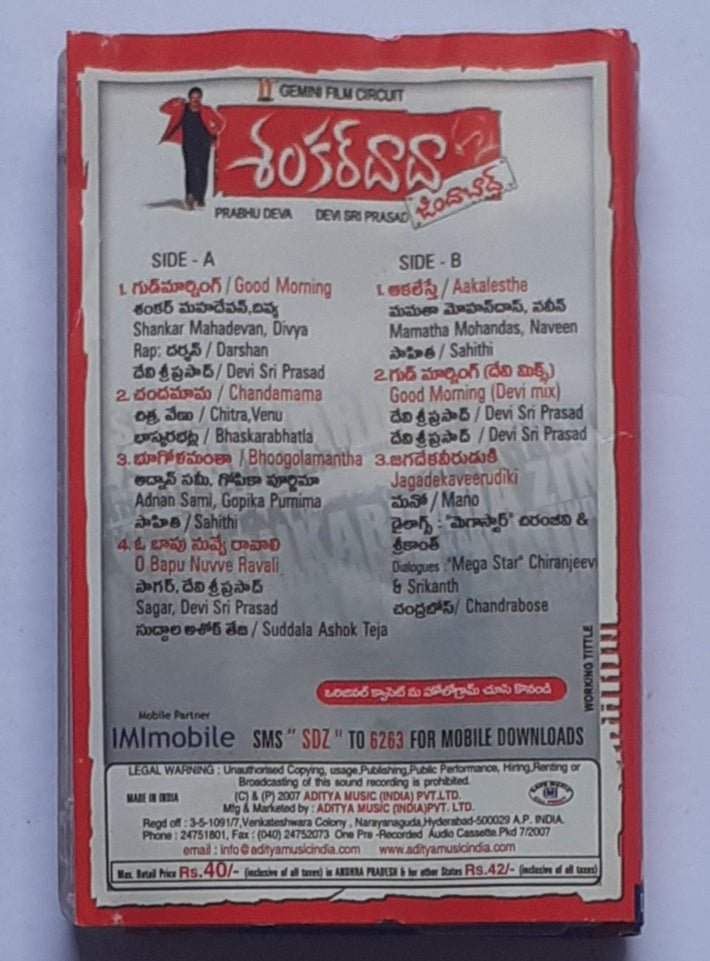 GEMINI FILM CIRCUIT
శంకర్ దాదా
జిందాబాద్
PRABHU DEVA DEVI SRI PRASAD
SIDE - A
1. గుడ్ మార్నింగ్ / Good Morning
శంకర్ మహదేవన్,దివ్య
Shankar Mahadevan, Divya
Rap: దర్శన్ / Darshan
దేవి శ్రీ ప్రసాద్ / Devi Sri Prasad
2. చందమామ / Chandamama
చిత్ర, వేణు / Chitra,Venu
భాస్కరభట్ల / Bhaskarabhatla
3. భూగోళమంతా / Bhoogolamantha
అద్నాన్ సమీ, గోపికా పూర్ణిమా
Adnan Sami, Gopika Purnima
సాహితి / Sahithi
4. ఓ బాపు నువ్వే రావాలి
O Bapu Nuvve Ravali
సాగర్, దేవి శ్రీ ప్రసాద్
Sagar, Devi Sri Prasad
సుద్దాల అశోక్ తేజ / Suddala Ashok Teja
SIDE - B
1. ఆకలేస్తే / Aakalesthe
మమతా మోహన్‌దాస్, నవీన్
Mamatha Mohandas, Naveen
సాహితి / Sahithi
2. గుడ్ మార్నింగ్ (దేవి మిక్స్)
Good Morning (Devi mix)
దేవి శ్రీ ప్రసాద్ / Devi Sri Prasad
దేవి శ్రీ ప్రసాద్ / Devi Sri Prasad
3. జగదేకవీరుడుకి
Jagadekaveerudiki
మనో / Mano
డైలాగ్స్ : "మెగాస్టార్" చిరంజీవి &
శ్రీకాంత్
Dialogues :"Mega Star" Chiranjeevi
& Srikanth
చంద్రబోస్ / Chandrabose
WORKING TITTLE
ఒరిజినల్ క్యాసెట్ ను హోలోగ్రామ్ చూసి కొనండి
Mobile Partner
IMImobile SMS " SDZ " TO 6263 FOR MOBILE DOWNLOADS
LEGAL WARNING : Unauthorised Copying, usage,Publishing,Public Performance, Hiring,Renting or
Broadcasting of this sound recording is prohibited.
MADE IN INDIA (C) & (P) 2007 ADITYA MUSIC (INDIA) PVT.LTD.
Mfg & Marketed by : ADITYA MUSIC (INDIA)PVT. LTD.
Regd off : 3-5-1091/7,Venkateshwara Colony , Narayanaguda,Hyderabad-500029 A.P. INDIA.
Phone : 24751801, Fax : (040) 24752073 One Pre -Recorded Audio Cassette.Pkd 7/2007
email : info@adityamusicindia.com www.adityamusicindia.com
Max. Retail Price Rs.40/- (inclusive of all taxes) in ANDHRA PRADESH & for other States Rs.42/- (inclusive of all taxes)